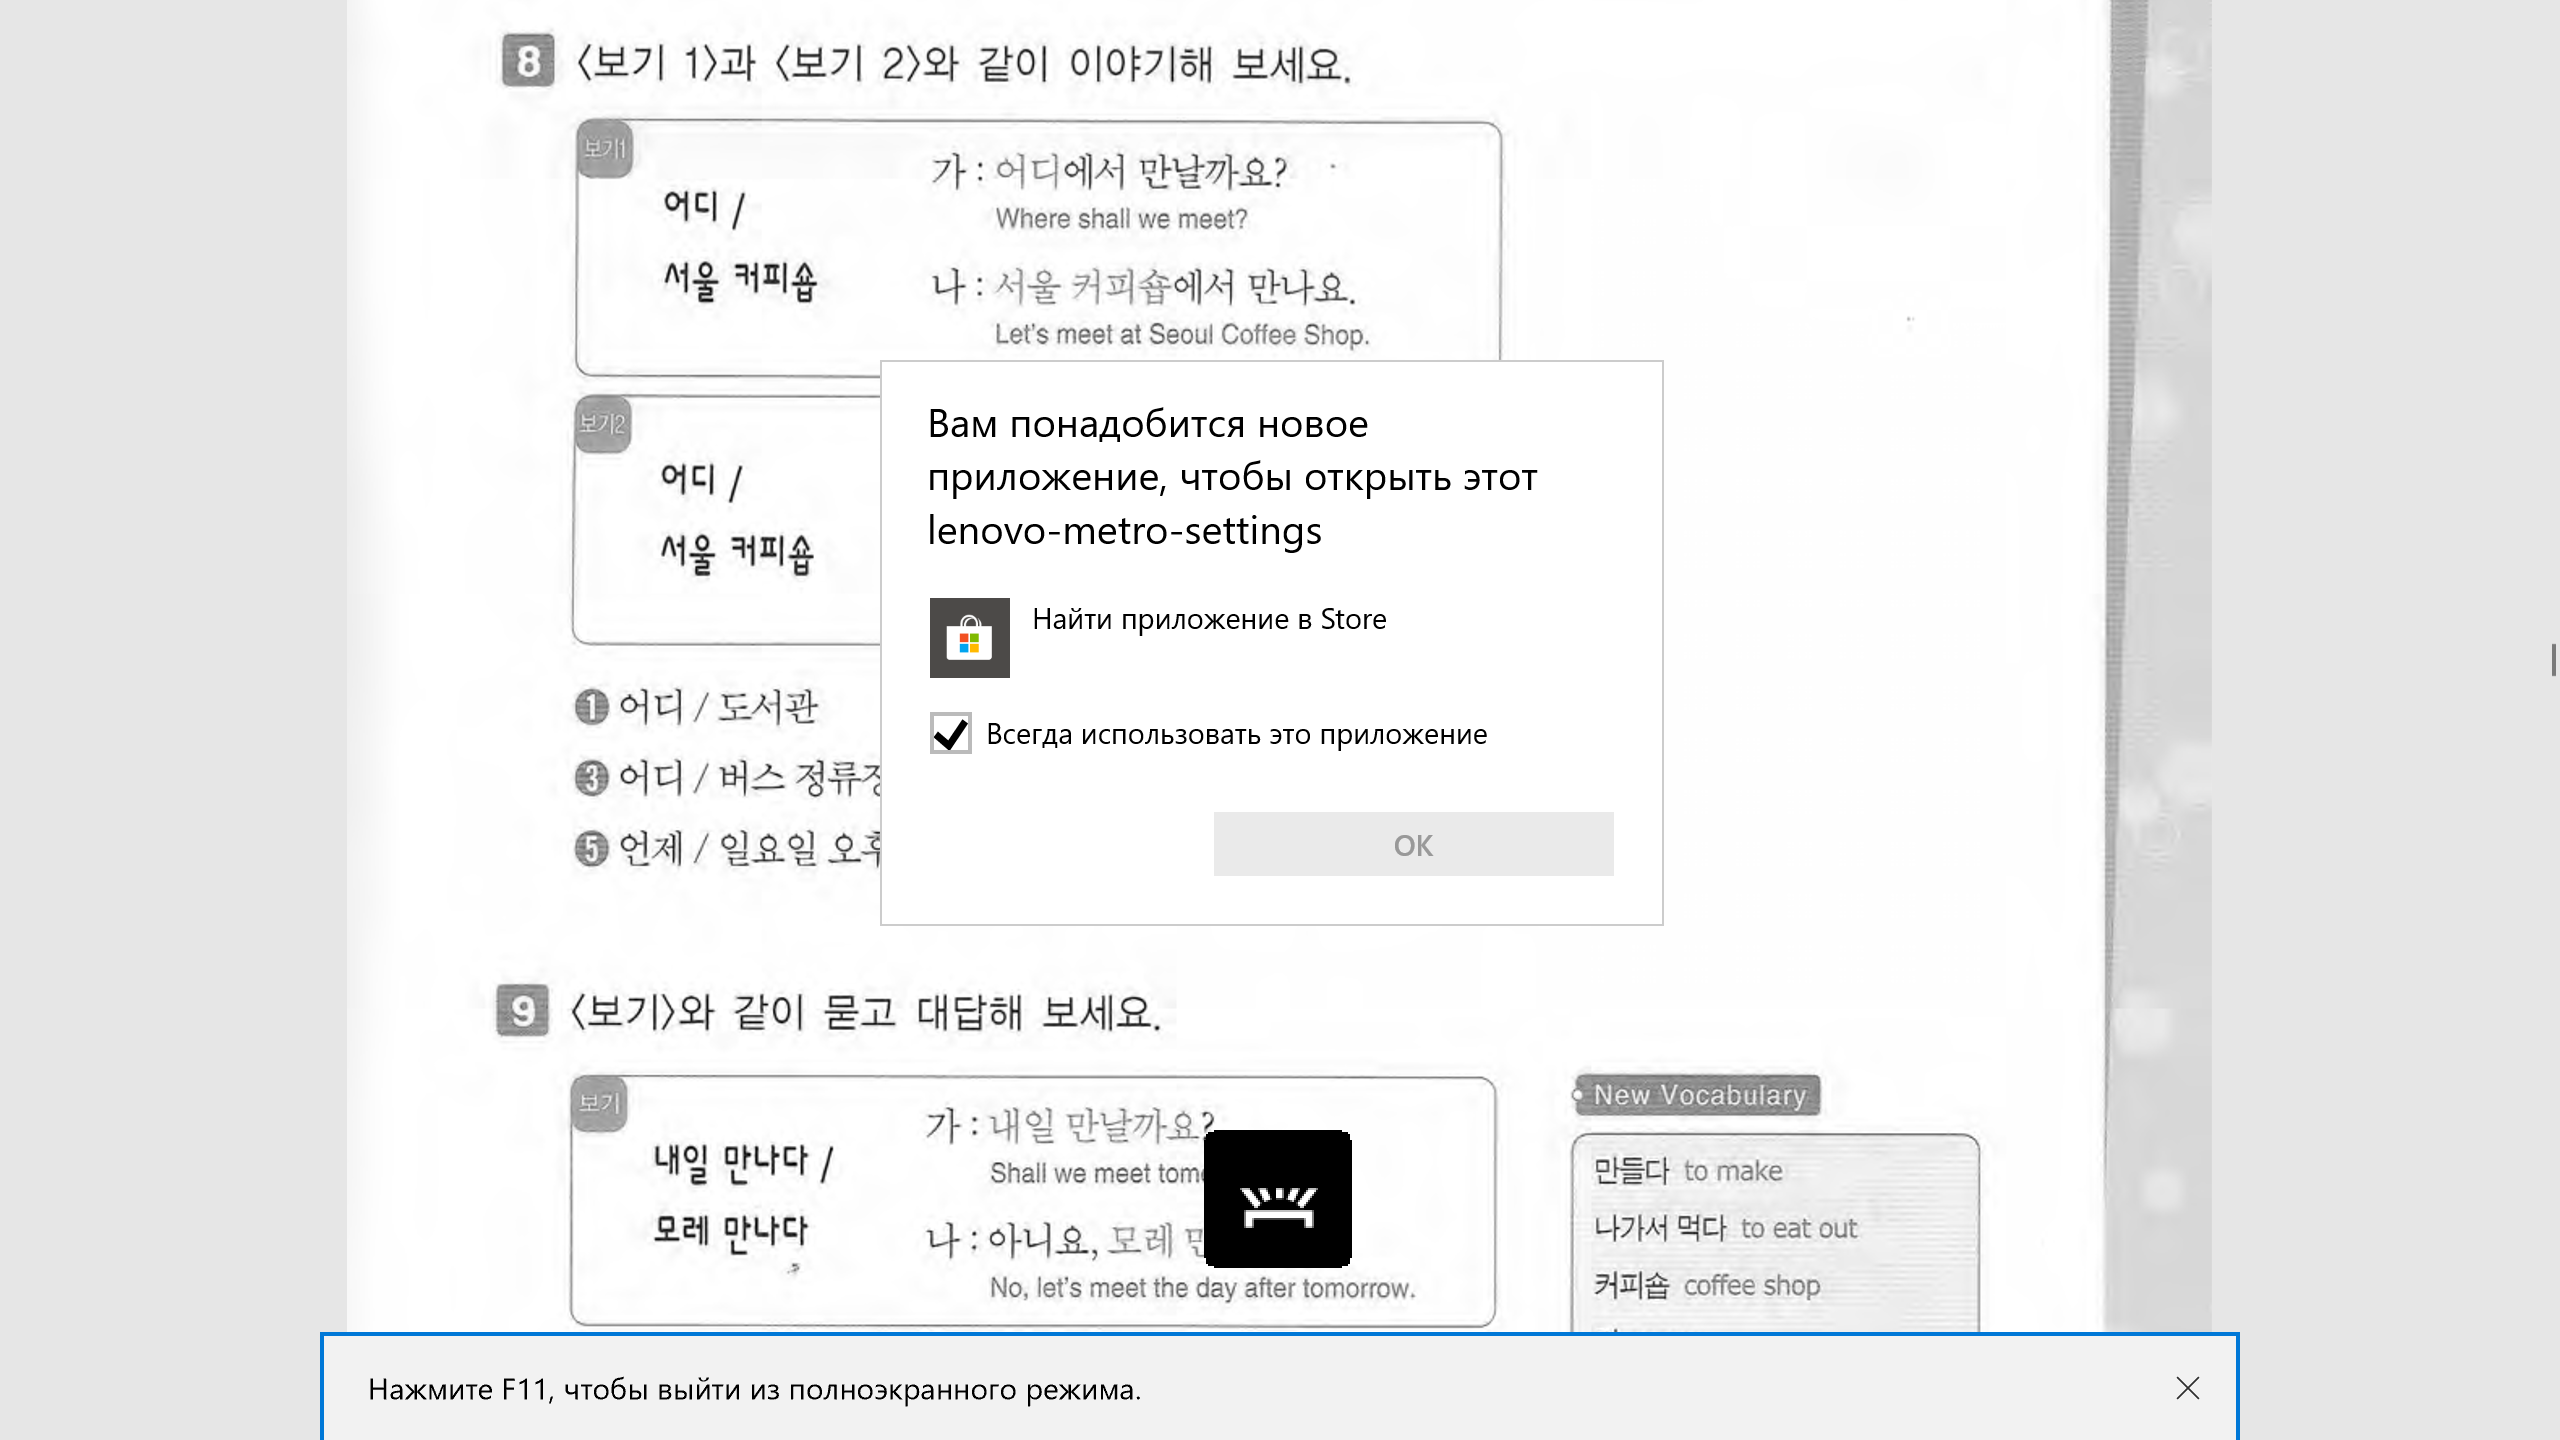 8 〈보기 1〉과 〈보기 2〉와 같이 이야기해 보세요.
보기1
어디 /
서울 커피숍
가 : 어디에서 만날까요?
Where shall we meet?
나 : 서울 커피숍에서 만나요.
Let's meet at Seoul Coffee Shop.
보기2
어디 /
서울 커피숍
Вам понадобится новое
приложение, чтобы открыть этот
lenovo-metro-settings
Найти приложение в Store
Всегда использовать это приложение
OK
1 어디 / 도서관
3 어디 / 버스
5 언제 / 일요일
9 〈보기〉와 같이 묻고 대답해 보세요.
보기
내일 만나다 /
모레 만나다
가 : 내일 만날까요?
Shall we meet
나 : 아니요, 모레
No, let's meet the day after tomorrow.
New Vocabulary
만들다 to make
나가서 먹다 to eat out
커피숍 coffee shop
Нажмите F11, чтобы выйти из полноэкранного режима.